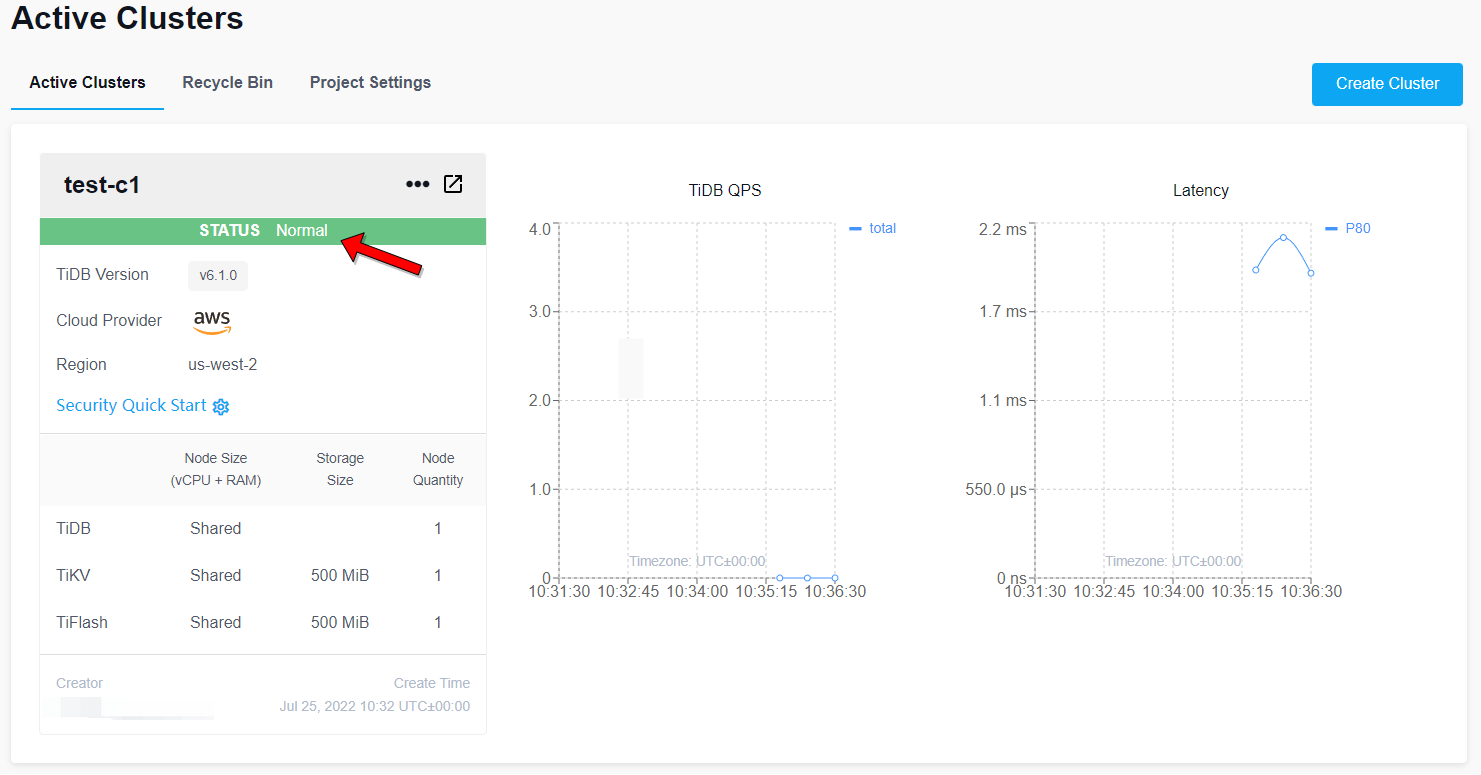 Active Clusters
Active Clusters Recycle Bin Project Settings
Create Cluster
test-c1
STATUS Normal
TiDB Version v6.1.0
Cloud Provider aws
Region us-west-2
Security Quick Start
Node Size Storage Node
(vCPU + RAM) Size Quantity
TiDB Shared 1
TiKV Shared 500 MiB 1
TiFlash Shared 500 MiB 1
Creator Create Time
Jul 25, 2022 10:32 UTC±00:00
TiDB QPS
total
4.0
3.0
2.0
1.0
0
Timezone: UTC±00:00
10:31:30 10:32:45 10:34:00 10:35:15 10:36:30
Latency
P80
2.2 ms
1.7 ms
1.1 ms
550.0 µs
0 ns
Timezone: UTC±00:00
10:31:30 10:32:45 10:34:00 10:35:15 10:36:30